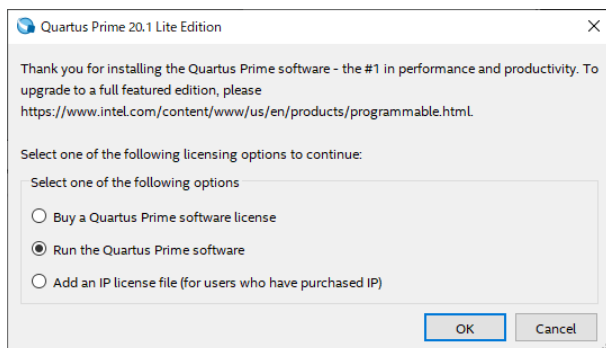 Quartus Prime 20.1 Lite Edition
Thank you for installing the Quartus Prime software - the #1 in performance and productivity. To
upgrade to a full featured edition, please
https://www.intel.com/content/www/us/en/products/programmable.html.
Select one of the following licensing options to continue:
Select one of the following options
Buy a Quartus Prime software license
Run the Quartus Prime software
Add an IP license file (for users who have purchased IP)
OK Cancel